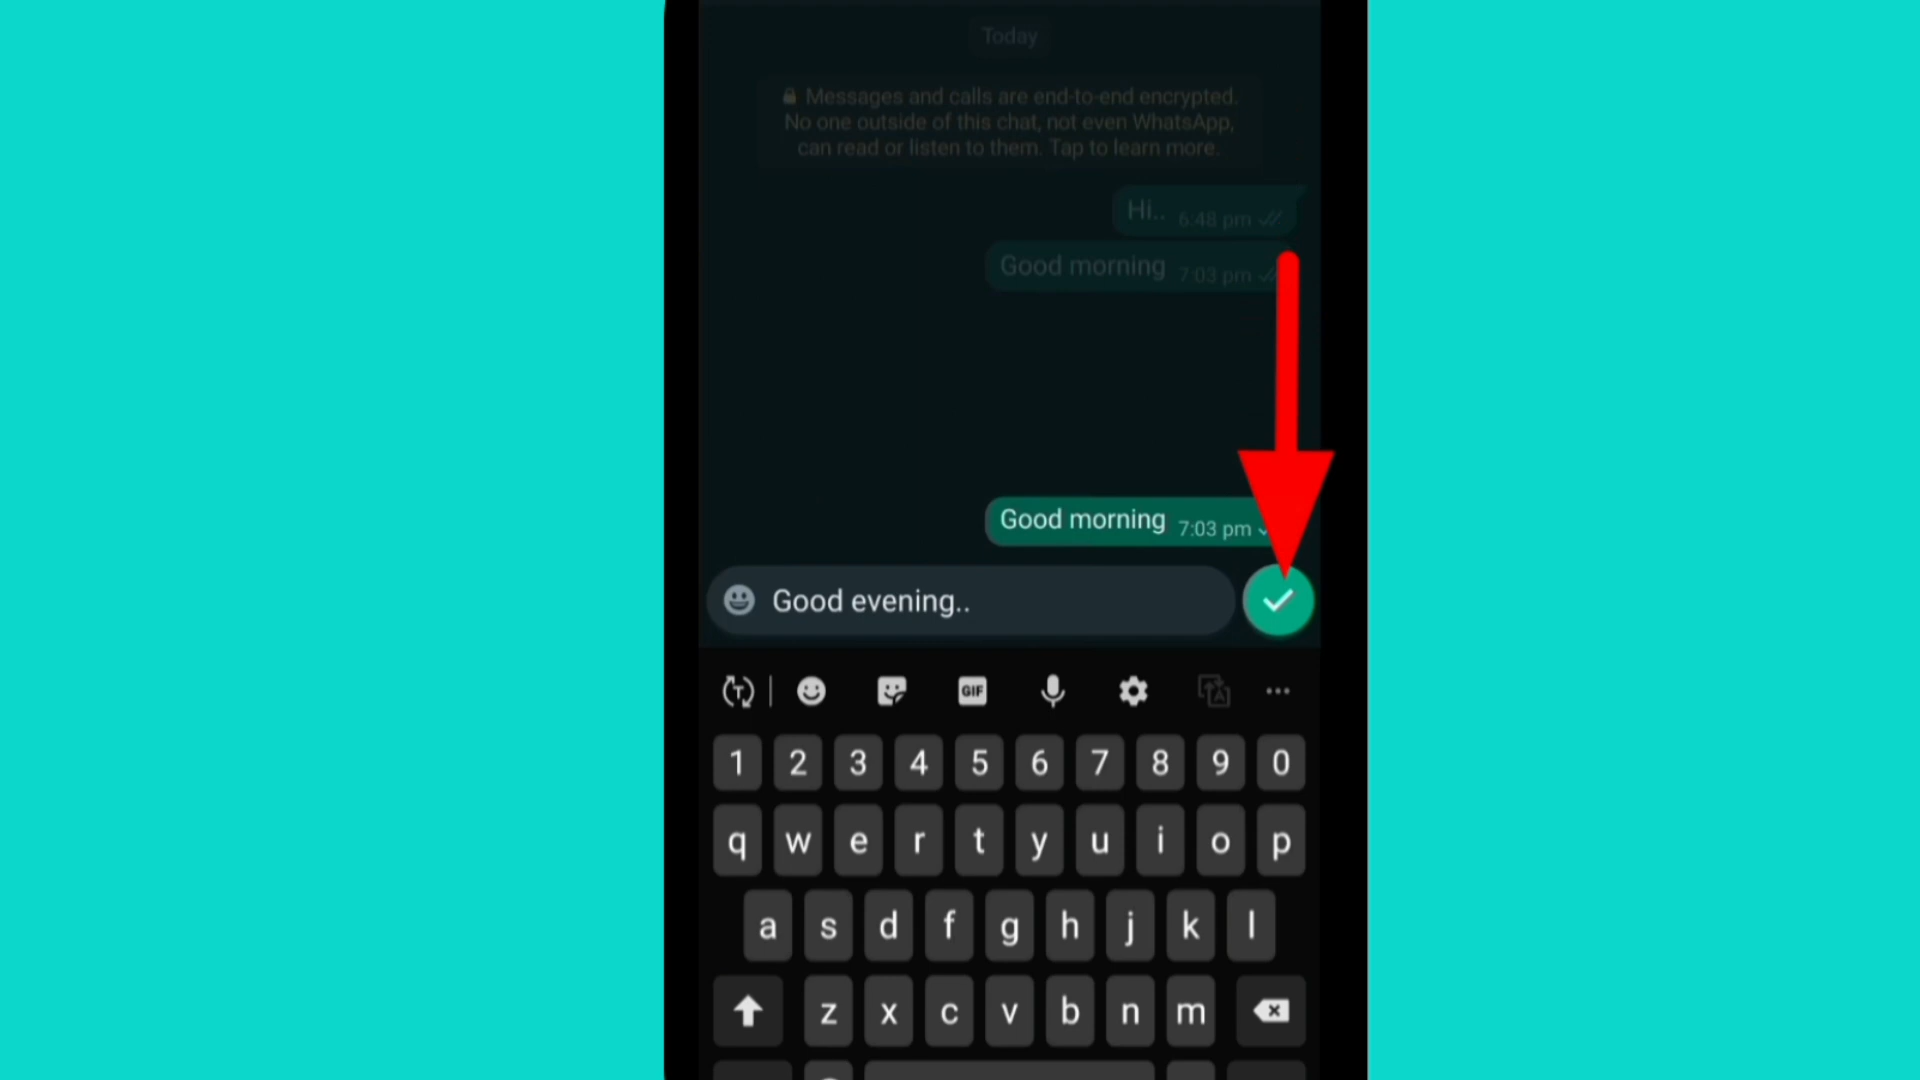 Today
Messages and calls are end-to-end encrypted.
No one outside of this chat, not even WhatsApp,
can read or listen to them. Tap to learn more.
Hi.. 6:48 pm
Good morning 7:03 pm
Good morning 7:03 pm
Good evening..
T GIF A
1 2 3 4 5 6 7 8 9 0
q w e r t y u i o p
a s d f g h j k l
z x c v b n m